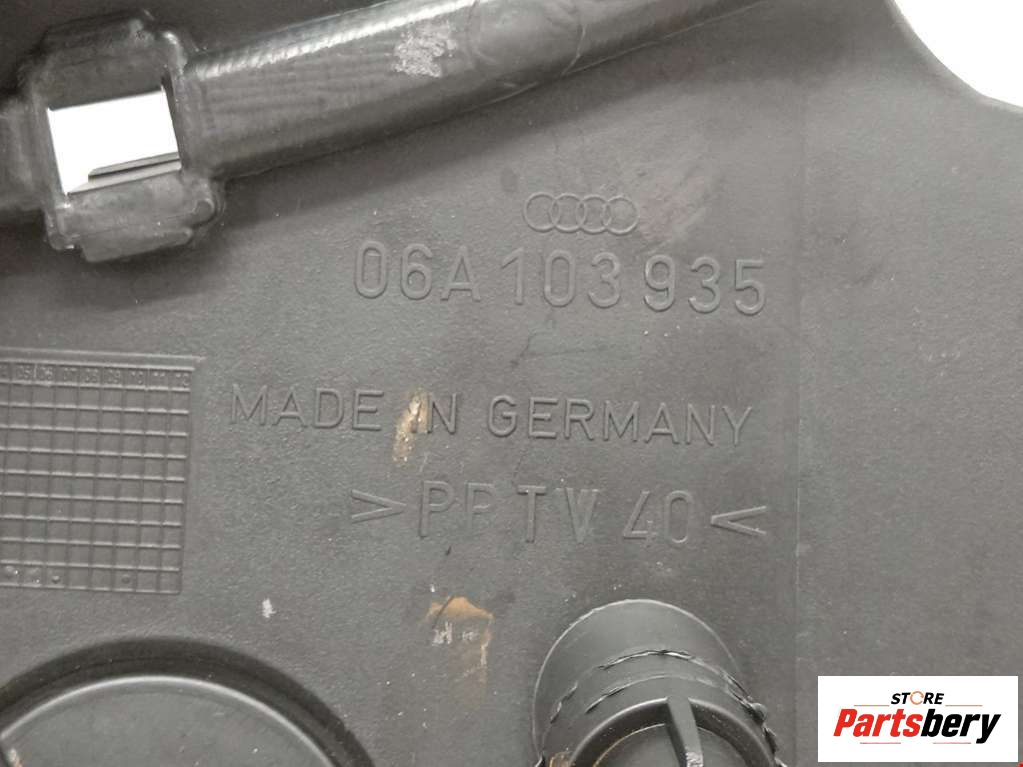 06A 103 935
MADE IN GERMANY
>PP TV 40<
STORE
Partsbery